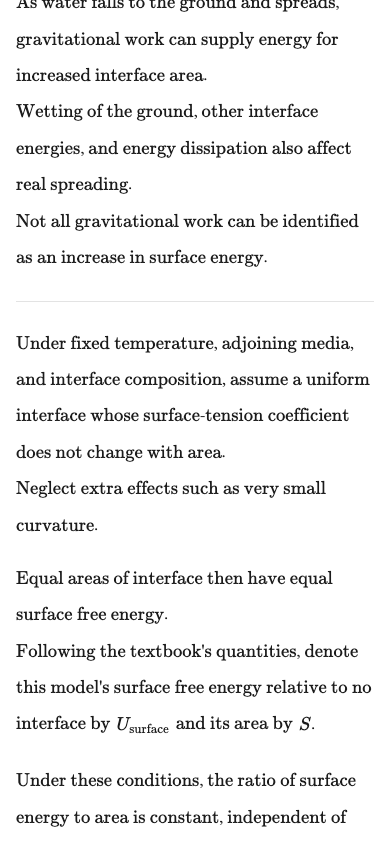 As water falls to the ground and spreads,
gravitational work can supply energy for
increased interface area.
Wetting of the ground, other interface
energies, and energy dissipation also affect
real spreading.
Not all gravitational work can be identified
as an increase in surface energy.
Under fixed temperature, adjoining media,
and interface composition, assume a uniform
interface whose surface-tension coefficient
does not change with area.
Neglect extra effects such as very small
curvature.
Equal areas of interface then have equal
surface free energy.
Following the textbook's quantities, denote
this model's surface free energy relative to no
interface by U_surface and its area by S.
Under these conditions, the ratio of surface
energy to area is constant, independent of